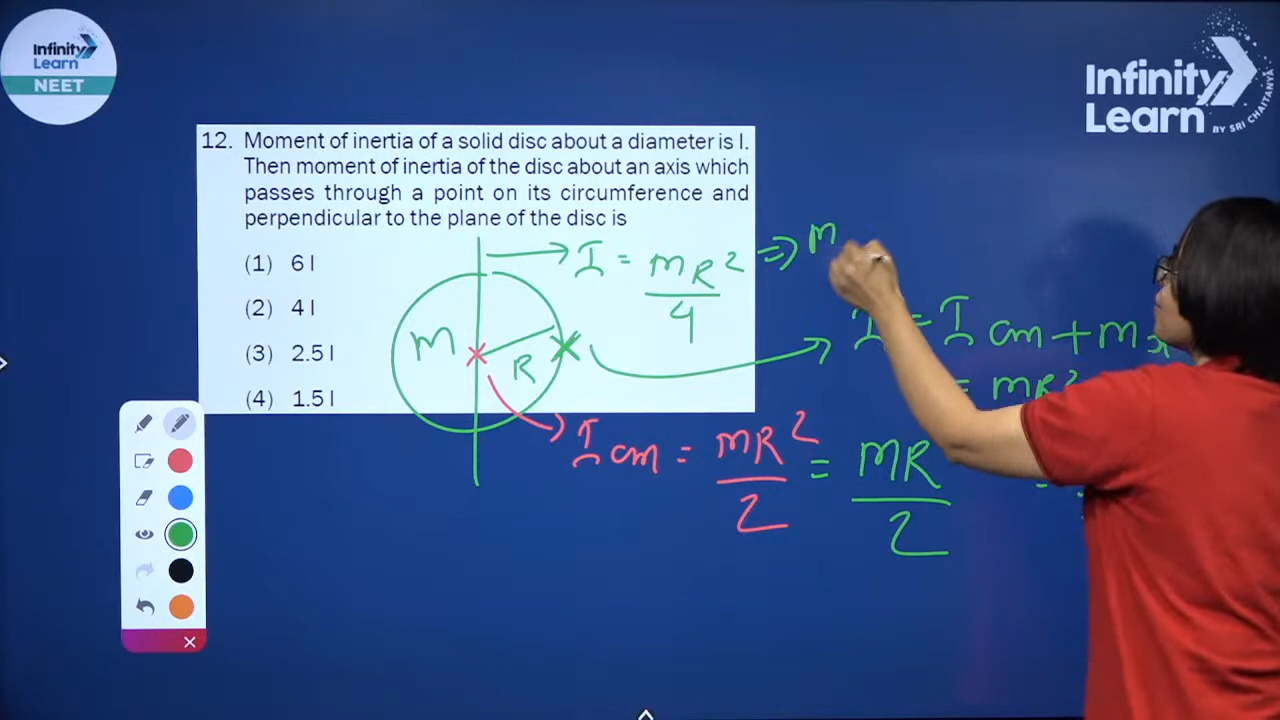 Infinity
Learn
NEET
Infinity
Learn
BY SRI CHAITANYA
12. Moment of inertia of a solid disc about a diameter is I.
Then moment of inertia of the disc about an axis which
passes through a point on its circumference and
perpendicular to the plane of the disc is
(1) 6 I
(2) 4 I
(3) 2.5 I
(4) 1.5 I
I = MR²/4 ⇒ M
M
R
I = I cm + M
= MR²
I cm = MR²/2 = MR/2